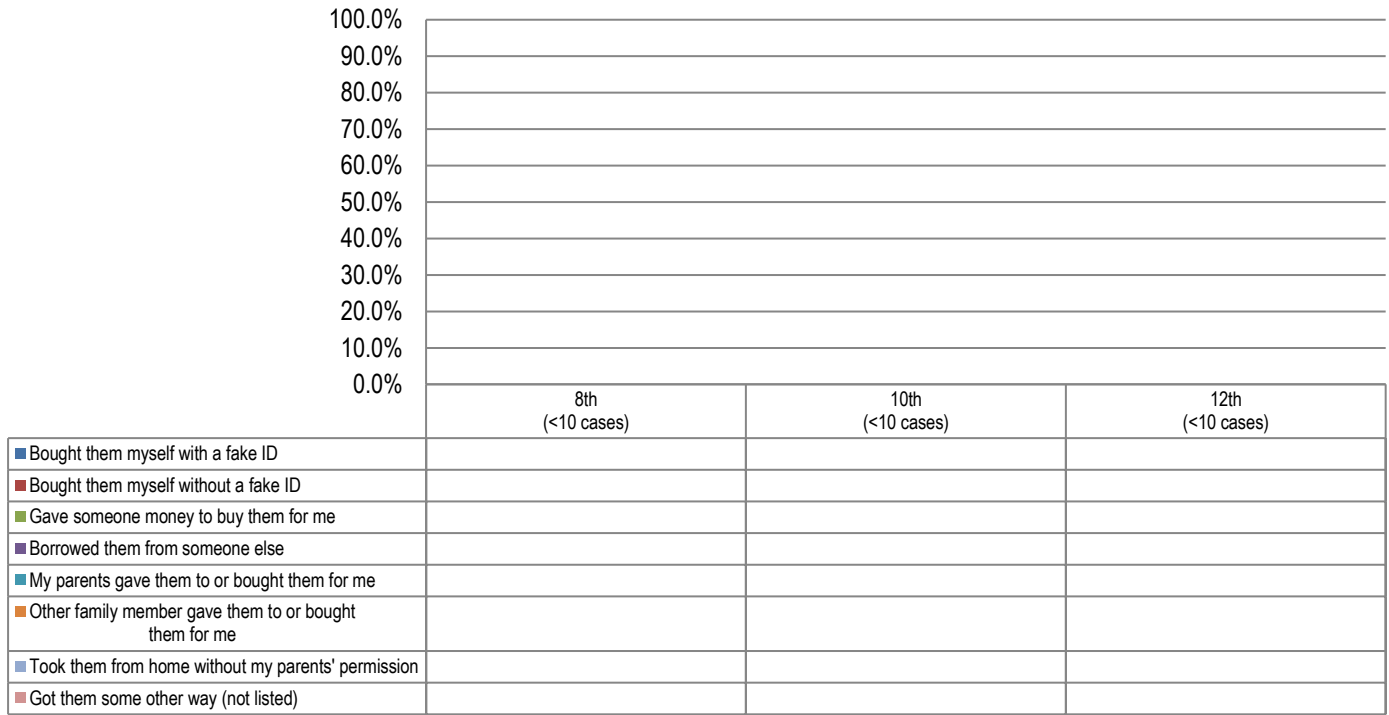 100.0%
90.0%
80.0%
70.0%
60.0%
50.0%
40.0%
30.0%
20.0%
10.0%
0.0%
8th 10th 12th
(<10 cases) (<10 cases) (<10 cases)
Bought them myself with a fake ID
Bought them myself without a fake ID
Gave someone money to buy them for me
Borrowed them from someone else
My parents gave them to or bought them for me
Other family member gave them to or bought
them for me
Took them from home without my parents' permission
Got them some other way (not listed)